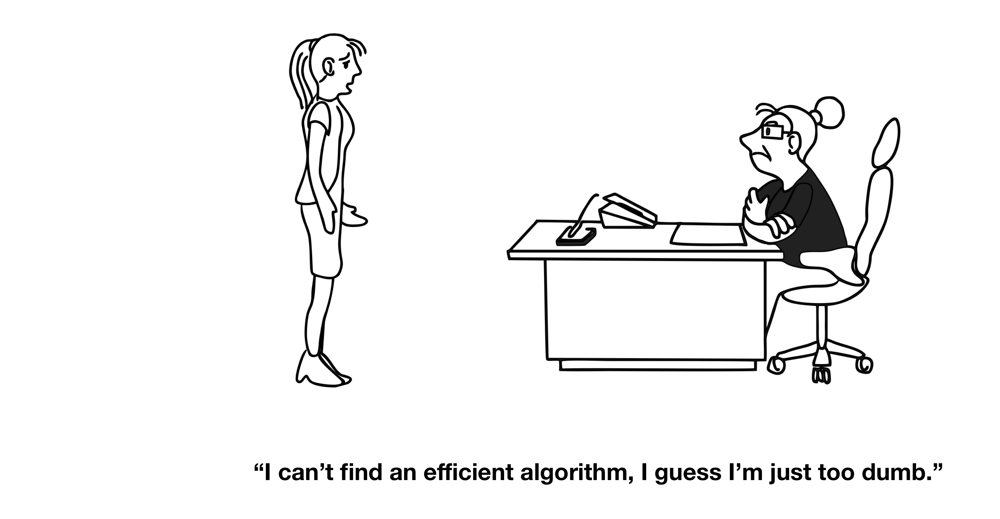 “I can’t find an efficient algorithm, I guess I’m just too dumb.”